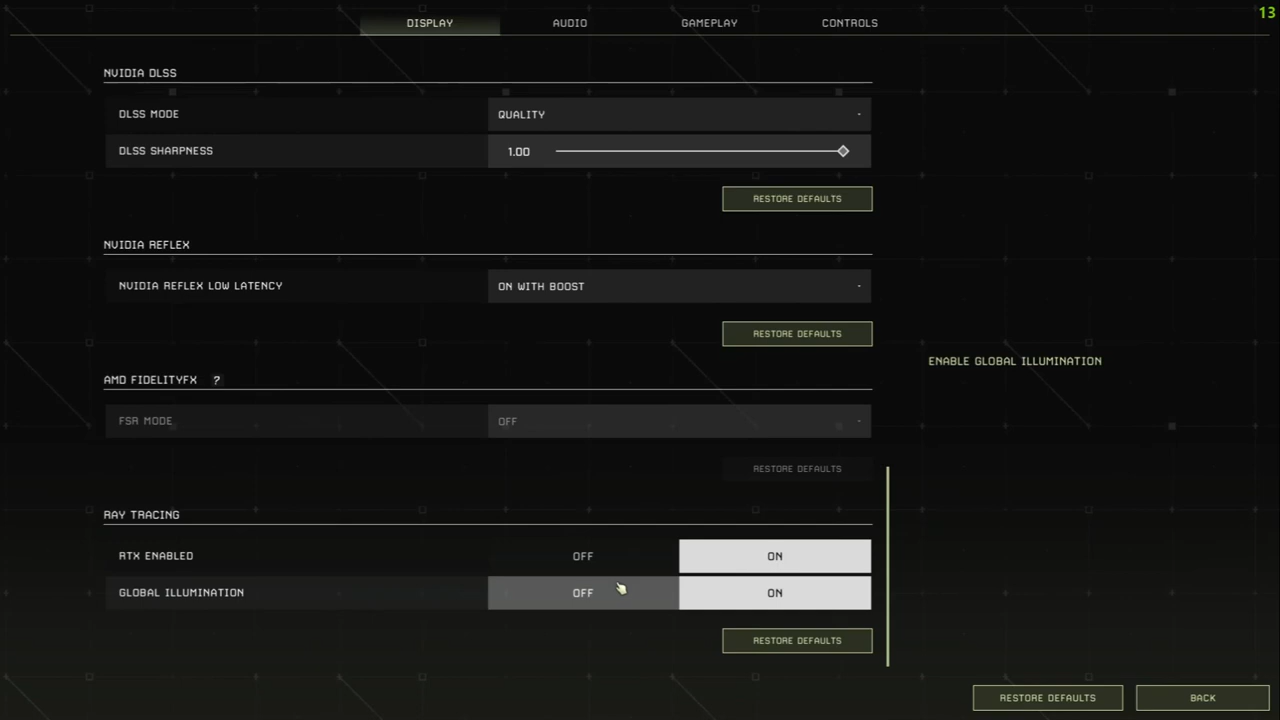 DISPLAY AUDIO GAMEPLAY CONTROLS 13
NVIDIA DLSS
DLSS MODE QUALITY
DLSS SHARPNESS 1.00
RESTORE DEFAULTS
NVIDIA REFLEX
NVIDIA REFLEX LOW LATENCY ON WITH BOOST
RESTORE DEFAULTS
ENABLE GLOBAL ILLUMINATION
AMD FIDELITYFX ?
FSR MODE OFF
RESTORE DEFAULTS
RAY TRACING
RTX ENABLED OFF ON
GLOBAL ILLUMINATION OFF ON
RESTORE DEFAULTS
RESTORE DEFAULTS BACK